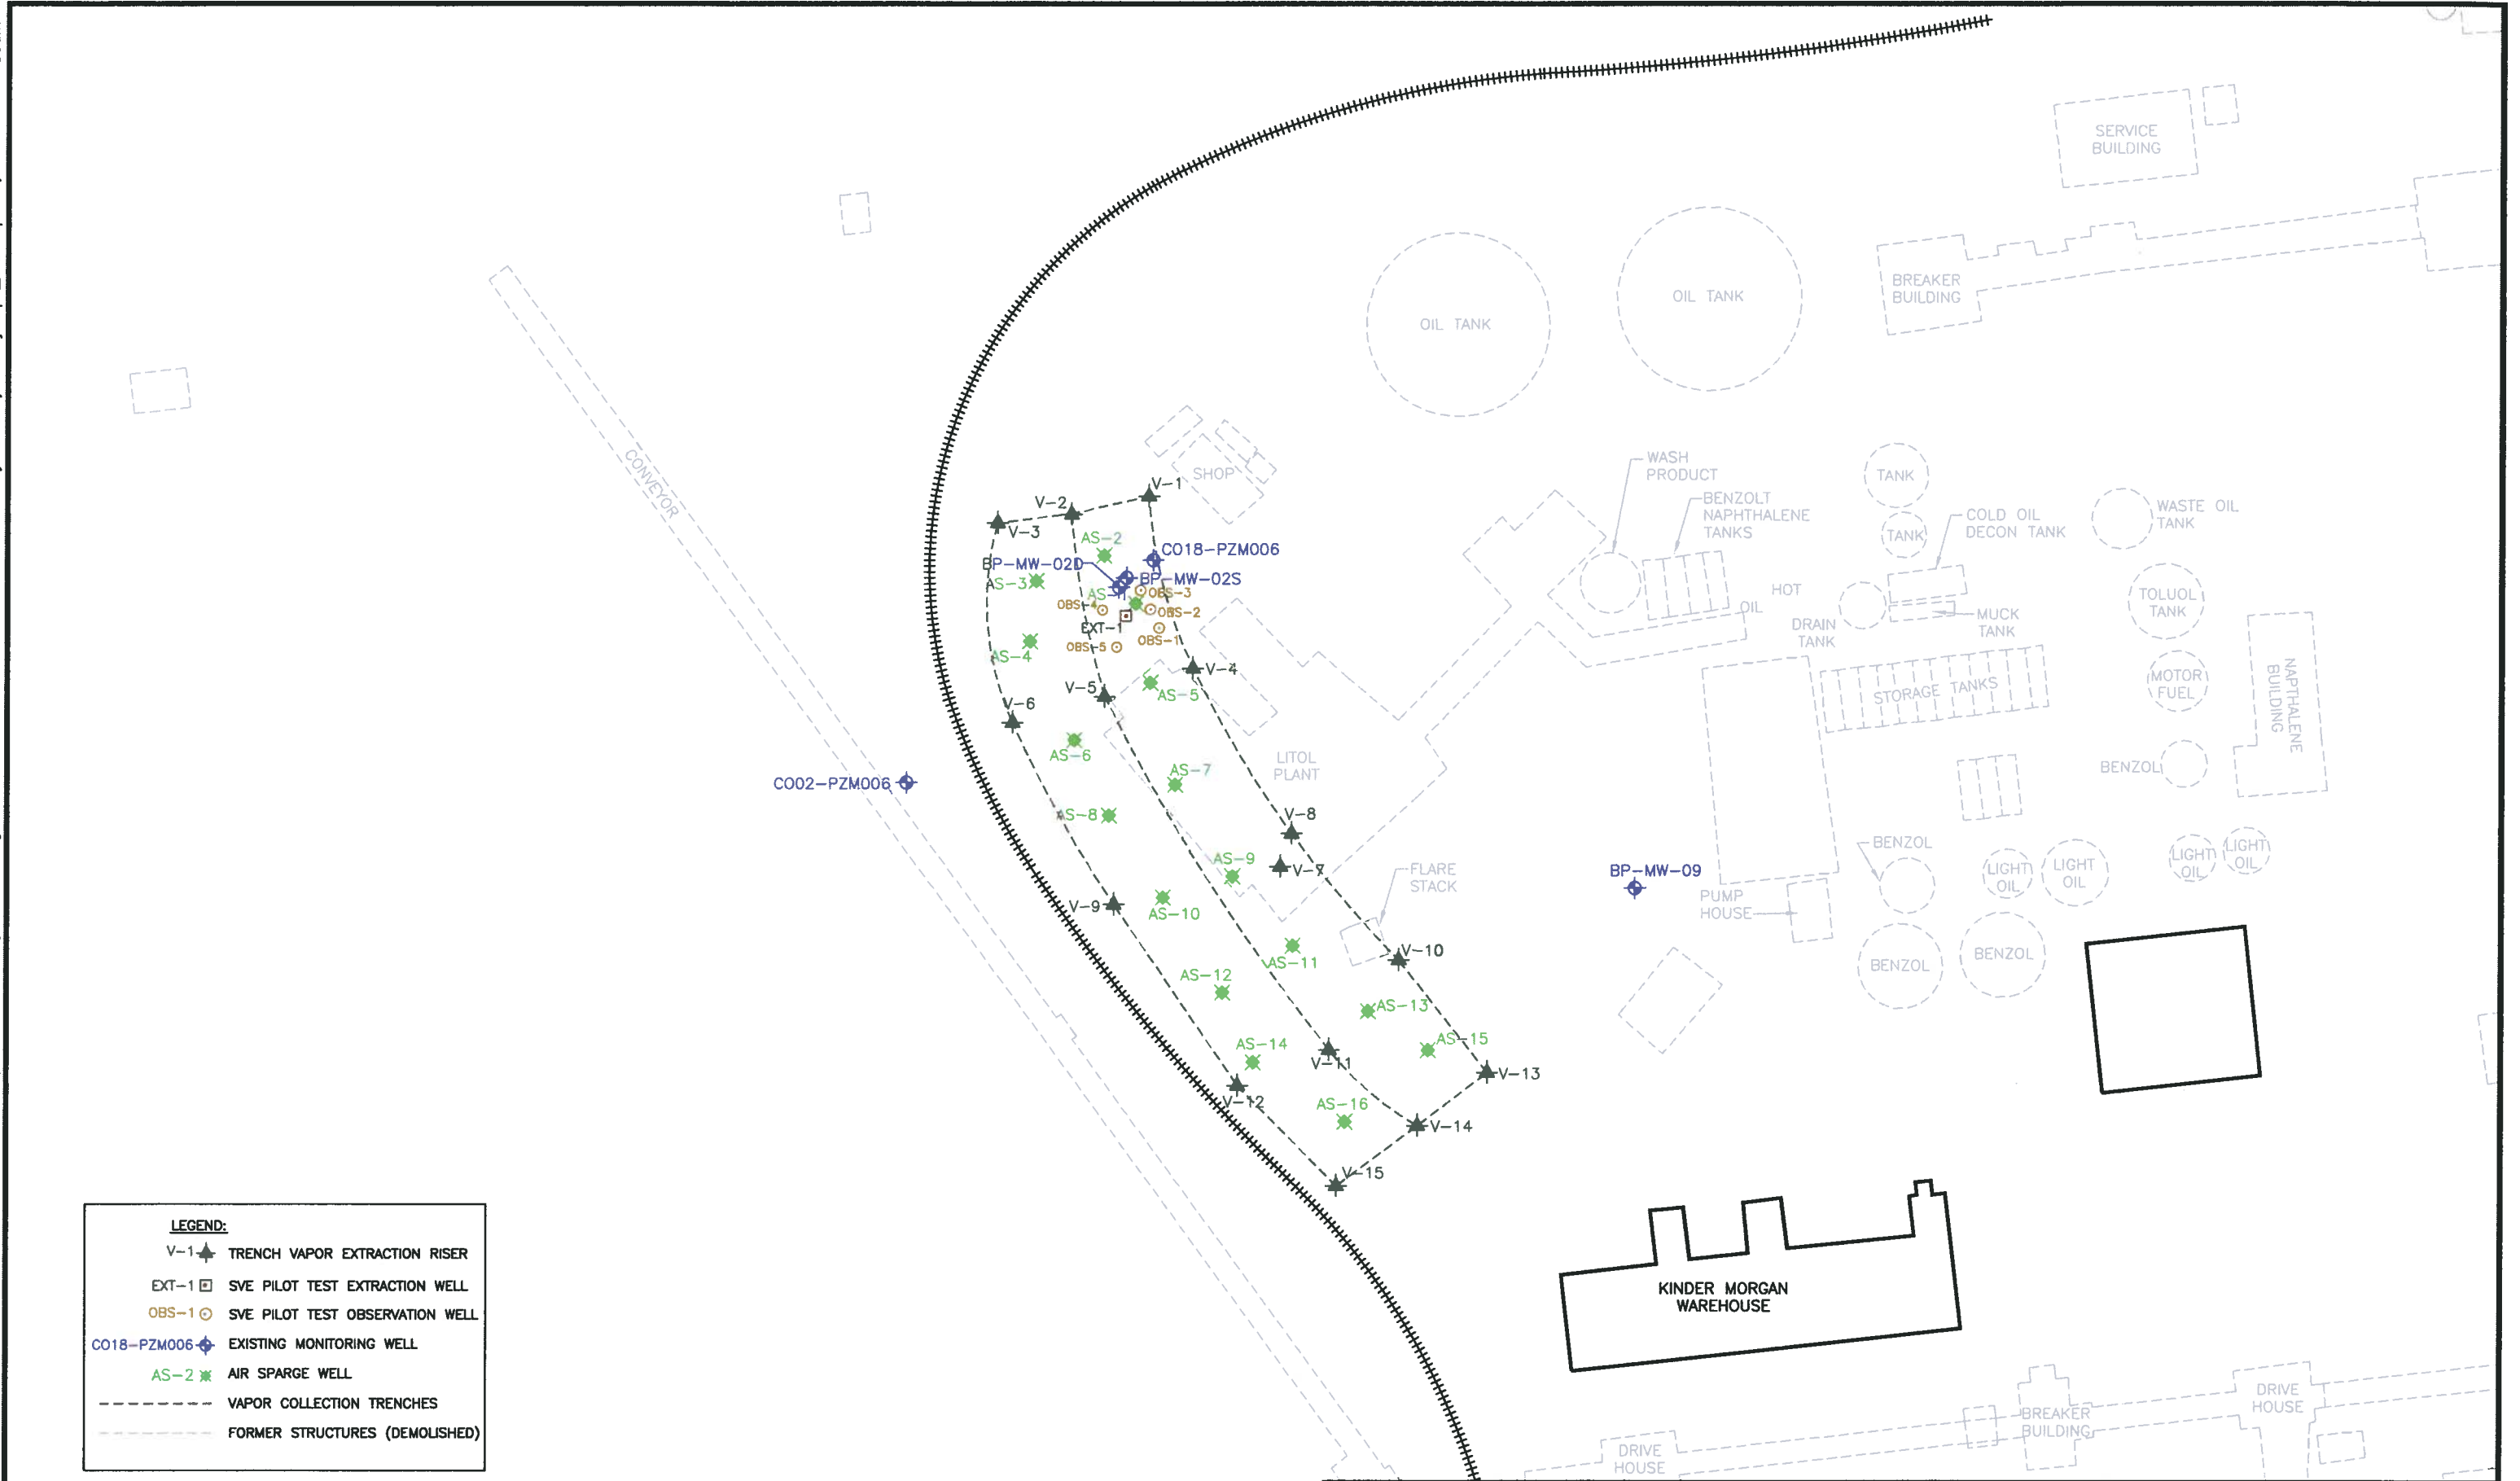 SERVICE
BUILDING
OIL TANK
OIL TANK
BREAKER
BUILDING
CONVEYOR
SHOP
WASH
PRODUCT
BENZOLT
NAPHTHALENE
TANKS
TANK
TANK
COLD OIL
DECON TANK
WASTE OIL
TANK
HOT
OIL
DRAIN
TANK
MUCK
TANK
TOLUOL
TANK
STORAGE TANKS
MOTOR
FUEL
NAPTHALENE
BUILDING
BENZOL
LITOL
PLANT
FLARE
STACK
BENZOL
LIGHT
OIL
LIGHT
OIL
LIGHT
OIL
LIGHT
OIL
PUMP
HOUSE
BENZOL
BENZOL
V-1
V-2
V-3
AS-2
CO18-PZM006
BP-MW-02D
BP-MW-02S
AS-3
AS-1
OBS-3
OBS-4
OBS-2
EXT-1
OBS-1
OBS-5
AS-4
V-4
V-5
AS-5
V-6
AS-6
AS-7
CO02-PZM006
AS-8
V-8
AS-9
V-7
BP-MW-09
V-9
AS-10
V-10
AS-11
AS-12
AS-13
AS-14
AS-15
V-11
V-13
V-12
AS-16
V-14
V-15
KINDER MORGAN
WAREHOUSE
BREAKER
BUILDING
DRIVE
HOUSE
DRIVE
HOUSE
LEGEND:
V-1 TRENCH VAPOR EXTRACTION RISER
EXT-1 SVE PILOT TEST EXTRACTION WELL
OBS-1 SVE PILOT TEST OBSERVATION WELL
CO18-PZM006 EXISTING MONITORING WELL
AS-2 AIR SPARGE WELL
VAPOR COLLECTION TRENCHES
FORMER STRUCTURES (DEMOLISHED)